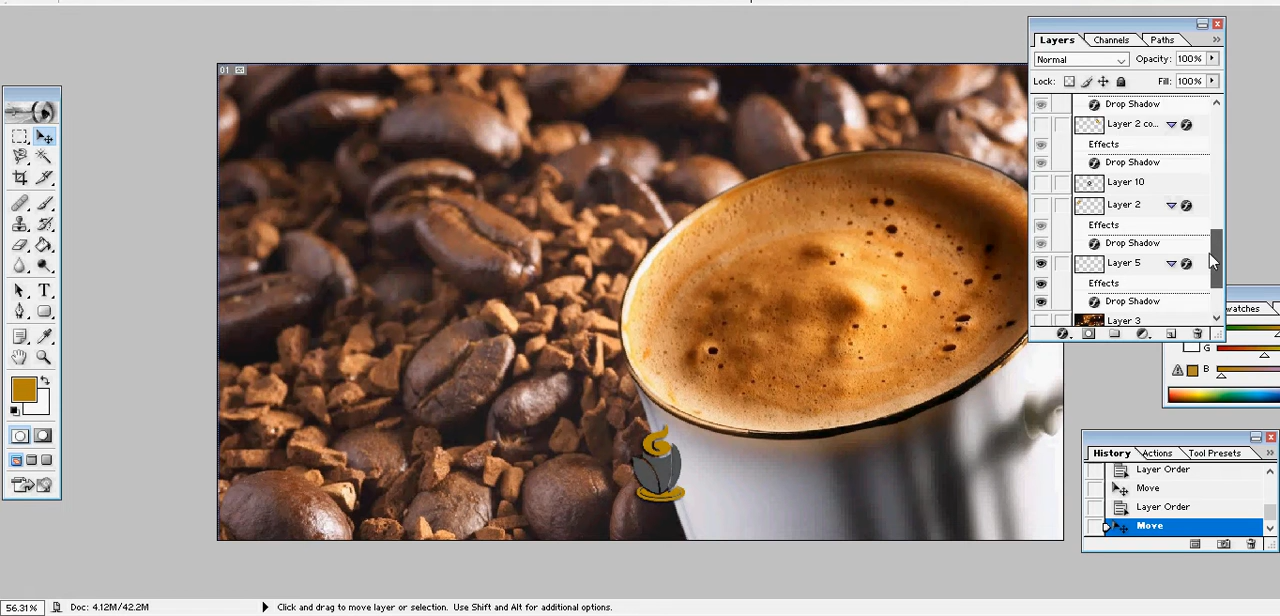 01
Layers Channels Paths
Normal Opacity: 100%
Lock: Fill: 100%
Drop Shadow
Layer 2 co...
Effects
Drop Shadow
Layer 10
Layer 2
Effects
Drop Shadow
Layer 5
Effects
Drop Shadow
Layer 3
watches
G
B
History Actions Tool Presets
Layer Order
Move
Layer Order
Move
56.31% Doc: 4.12M/42.2M Click and drag to move layer or selection. Use Shift and Alt for additional options.